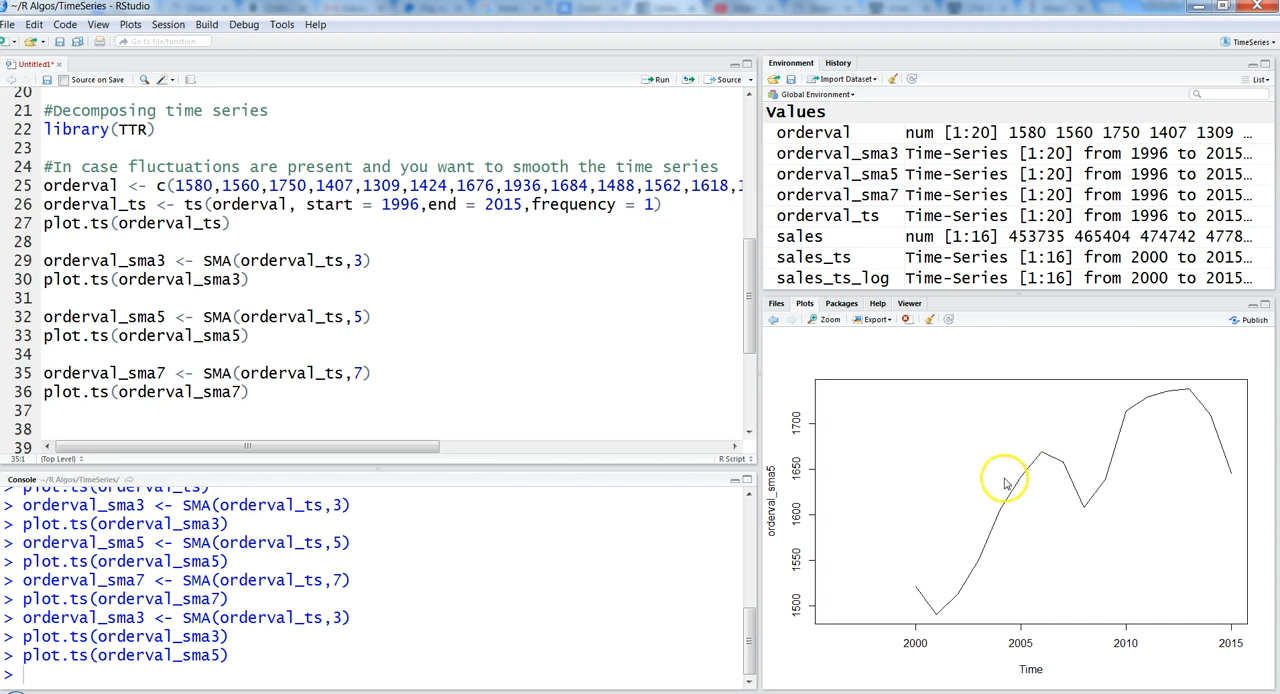 ~/R Algos/TimeSeries - RStudio
File Edit Code View Plots Session Build Debug Tools Help
Go to file/function
TimeSeries
Untitled1*
Source on Save
Run
Source
20
21 #Decomposing time series
22 library(TTR)
23
24 #In case fluctuations are present and you want to smooth the time series
25 orderval <- c(1580,1560,1750,1407,1309,1424,1676,1936,1684,1488,1562,1618,1
26 orderval_ts <- ts(orderval, start = 1996,end = 2015,frequency = 1)
27 plot.ts(orderval_ts)
28
29 orderval_sma3 <- SMA(orderval_ts,3)
30 plot.ts(orderval_sma3)
31
32 orderval_sma5 <- SMA(orderval_ts,5)
33 plot.ts(orderval_sma5)
34
35 orderval_sma7 <- SMA(orderval_ts,7)
36 plot.ts(orderval_sma7)
37
38
39
35:1 (Top Level) R Script
Console ~/R Algos/TimeSeries/
> plot.ts(orderval_ts)
> orderval_sma3 <- SMA(orderval_ts,3)
> plot.ts(orderval_sma3)
> orderval_sma5 <- SMA(orderval_ts,5)
> plot.ts(orderval_sma5)
> orderval_sma7 <- SMA(orderval_ts,7)
> plot.ts(orderval_sma7)
> orderval_sma3 <- SMA(orderval_ts,3)
> plot.ts(orderval_sma3)
> plot.ts(orderval_sma5)
>
Environment History
Import Dataset List
Global Environment
Values
orderval num [1:20] 1580 1560 1750 1407 1309 …
orderval_sma3 Time-Series [1:20] from 1996 to 2015…
orderval_sma5 Time-Series [1:20] from 1996 to 2015…
orderval_sma7 Time-Series [1:20] from 1996 to 2015…
orderval_ts Time-Series [1:20] from 1996 to 2015…
sales num [1:16] 453735 465404 474742 4778…
sales_ts Time-Series [1:16] from 2000 to 2015…
sales_ts_log Time-Series [1:16] from 2000 to 2015…
Files Plots Packages Help Viewer
Zoom Export Publish
orderval_sma5
1700
1650
1600
1550
1500
2000 2005 2010 2015
Time